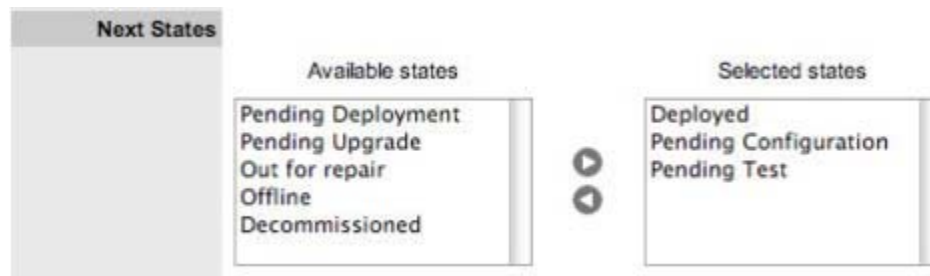 Next States
Available states
Selected states
Pending Deployment
Pending Upgrade
Out for repair
Offline
Decommissioned
Deployed
Pending Configuration
Pending Test